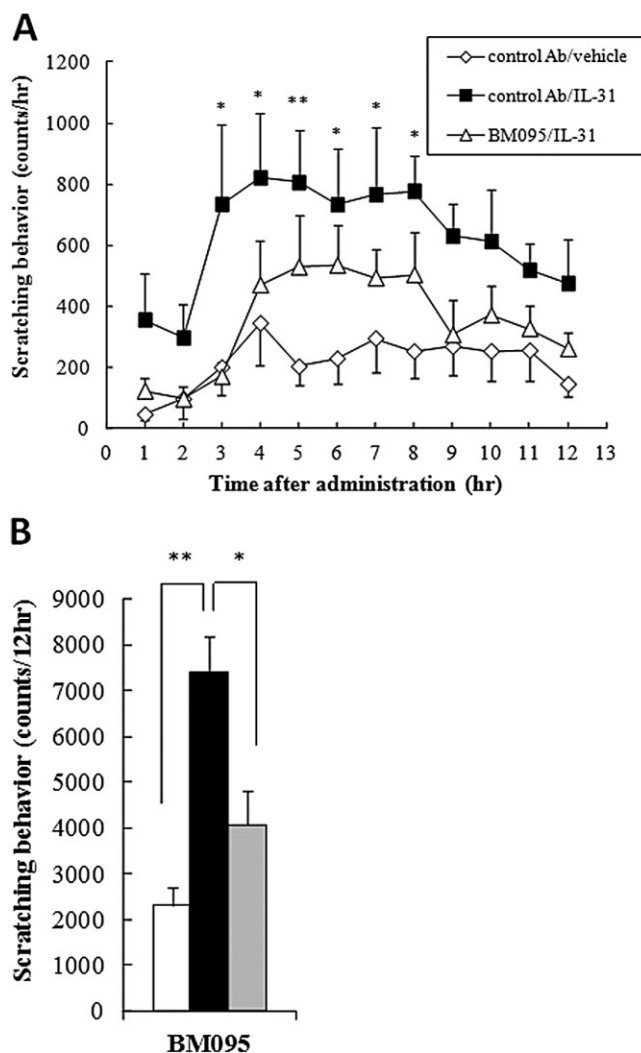 A
control Ab/vehicle
control Ab/IL-31
BM095/IL-31
Scratching behavior (counts/hr)
1200
1000
800
600
400
200
0
* * ** * * *
0 1 2 3 4 5 6 7 8 9 10 11 12 13
Time after administration (hr)
B
** *
Scratching behavior (counts/12hr)
9000
8000
7000
6000
5000
4000
3000
2000
1000
0
BM095